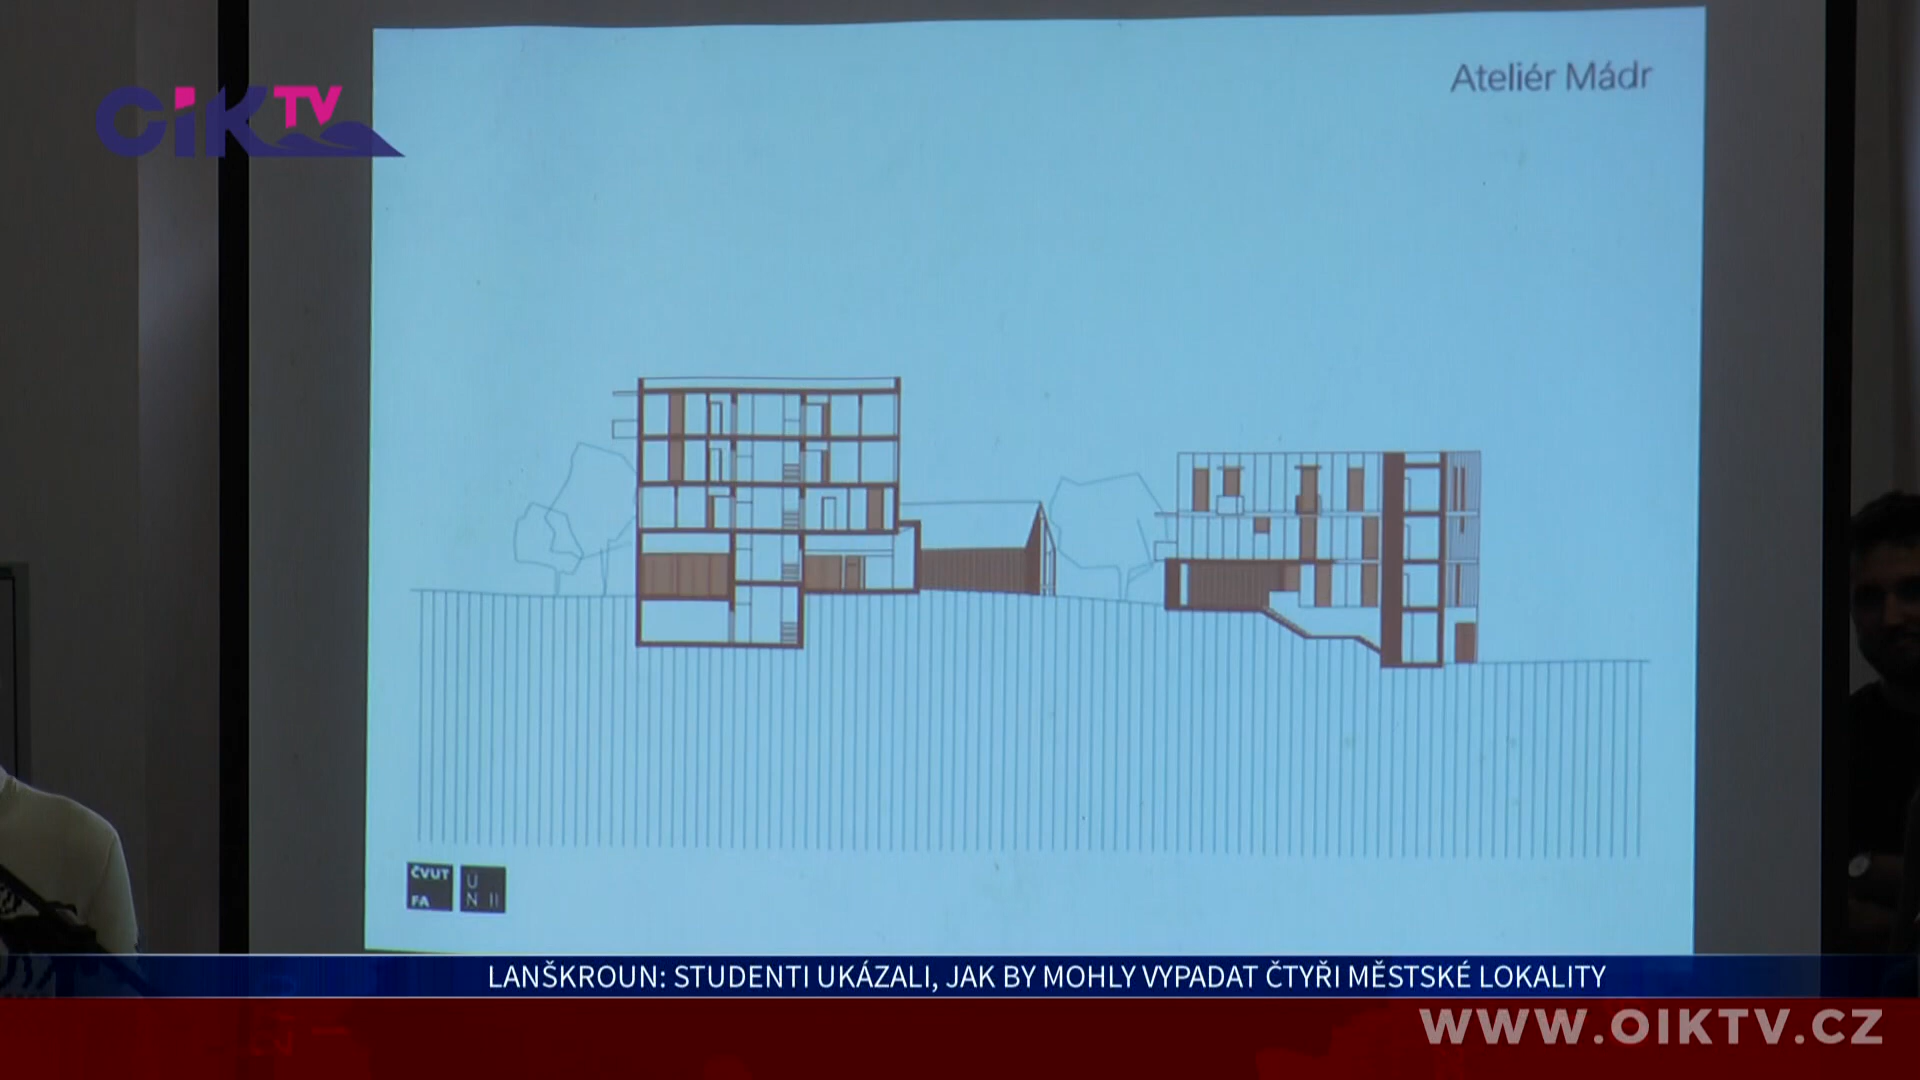 OIK TV
Ateliér Mádr
ČVUT
FA
U
N II
LANŠKROUN: STUDENTI UKÁZALI, JAK BY MOHLY VYPADAT ČTYŘI MĚSTSKÉ LOKALITY
WWW.OIKTV.CZ